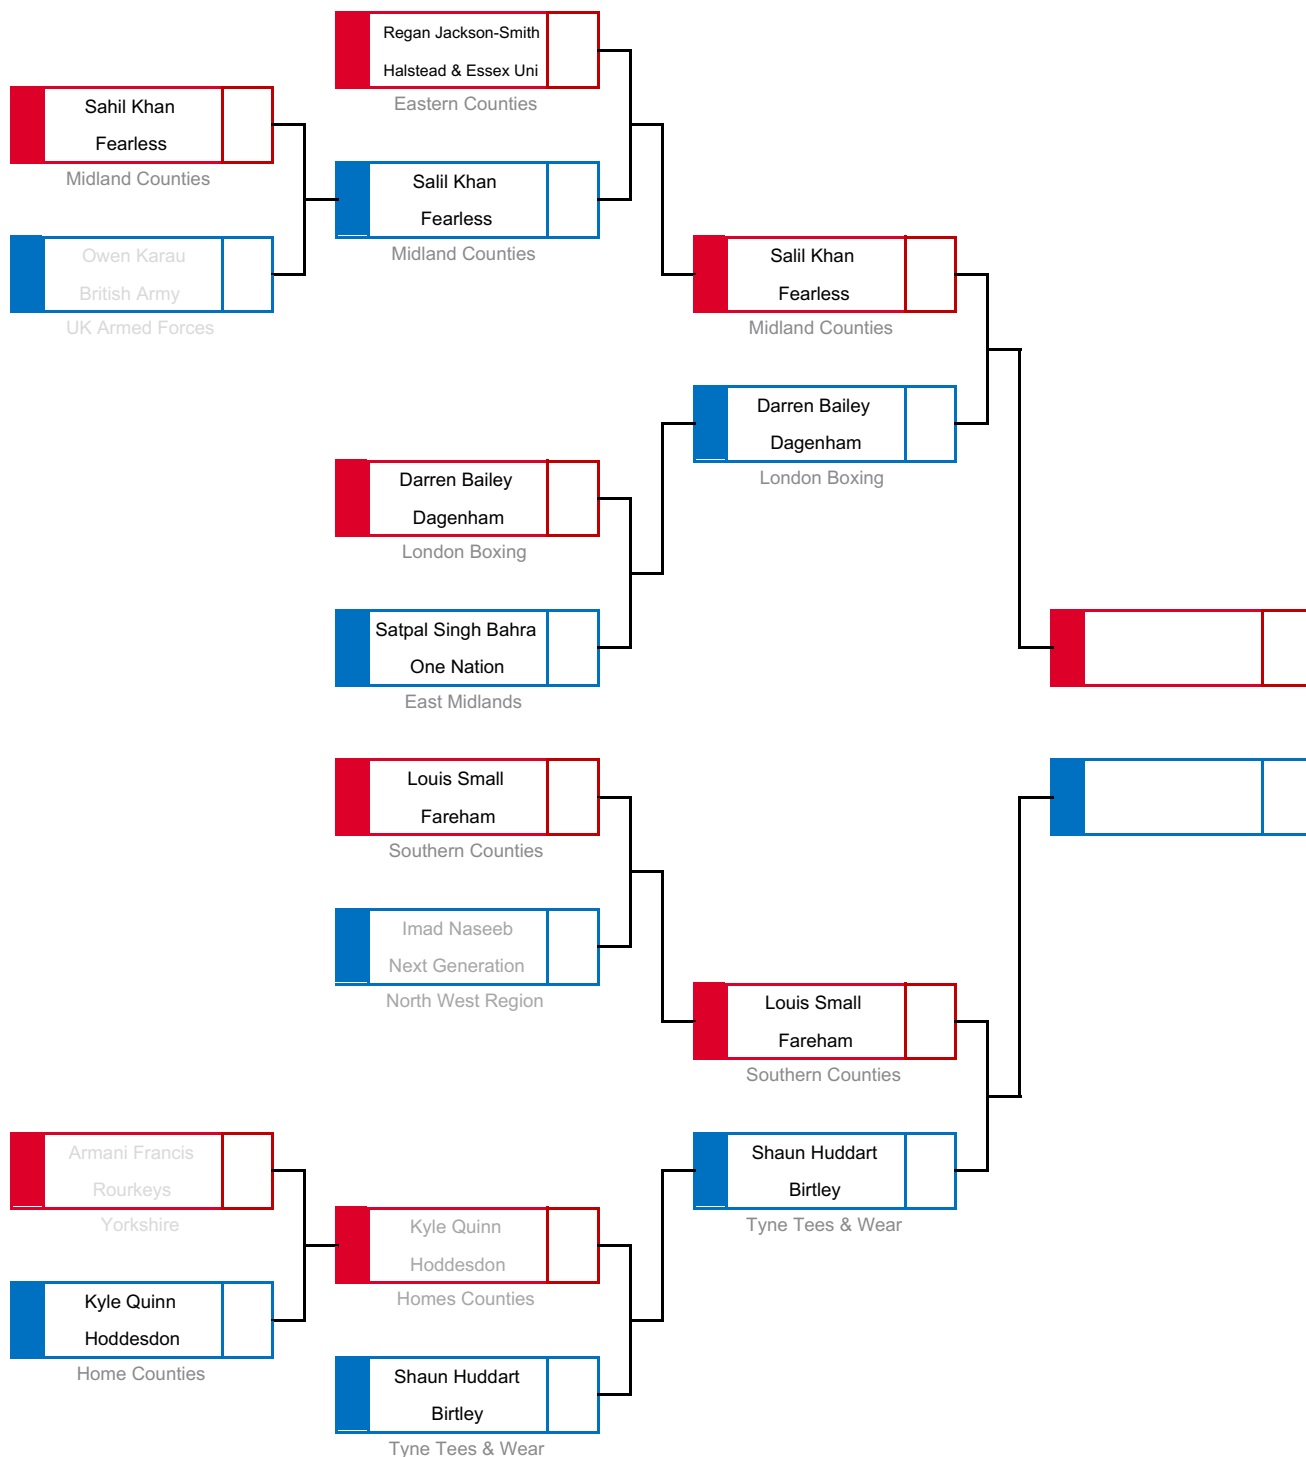 Regan Jackson-Smith
Halstead & Essex Uni
Eastern Counties
Sahil Khan
Fearless
Midland Counties
Salil Khan
Fearless
Midland Counties
Owen Karau
British Army
UK Armed Forces
Salil Khan
Fearless
Midland Counties
Darren Bailey
Dagenham
London Boxing
Darren Bailey
Dagenham
London Boxing
Satpal Singh Bahra
One Nation
East Midlands
Louis Small
Fareham
Southern Counties
Imad Naseeb
Next Generation
North West Region
Louis Small
Fareham
Southern Counties
Armani Francis
Rourkeys
Yorkshire
Shaun Huddart
Birtley
Tyne Tees & Wear
Kyle Quinn
Hoddesdon
Homes Counties
Kyle Quinn
Hoddesdon
Home Counties
Shaun Huddart
Birtley
Tyne Tees & Wear